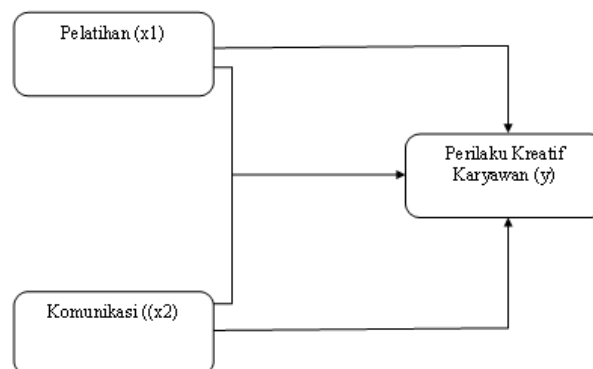 Pelatihan (x1)
Perilaku Kreatif
Karyawan (y)
Komunikasi ((x2)